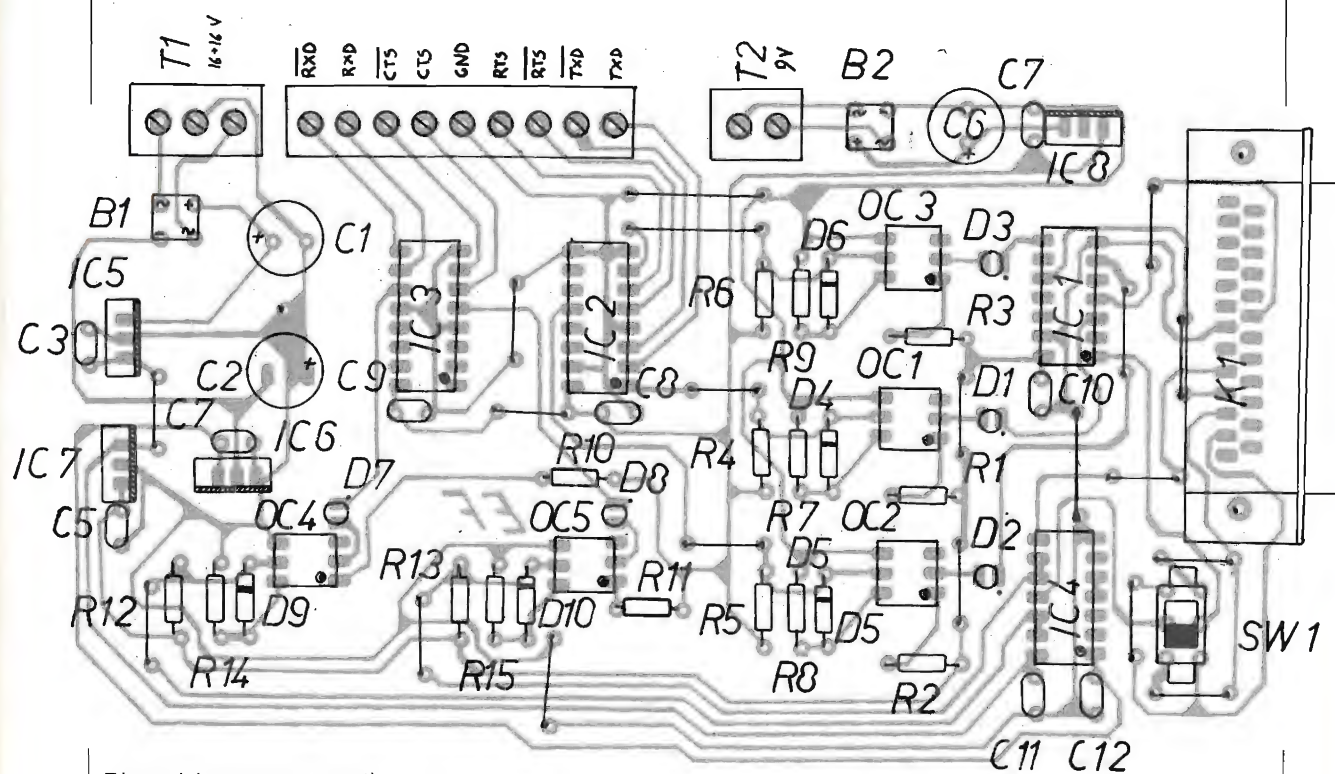 T1
16+16 V
RXD
RXD
CTS
CTS
GND
RTS
RTS
TXD
TXD
T2
9V
B2
C7
C6
+
IC8
B1
~ +
C1
+
OC3
D3
D6
IC5
IC3
IC2
R6
IC1
R3
C3
K1
R9
OC1
C2
+
C9
C8
D1
C10
D4
C7
IC6
IC7
R10
D8
R4
R1
D7
C5
OC4
OC5
R7
OC2
D2
D5
R13
R11
R12
D9
D10
R5
D5
IC4
SW1
R14
R15
R8
R2
C11
C12